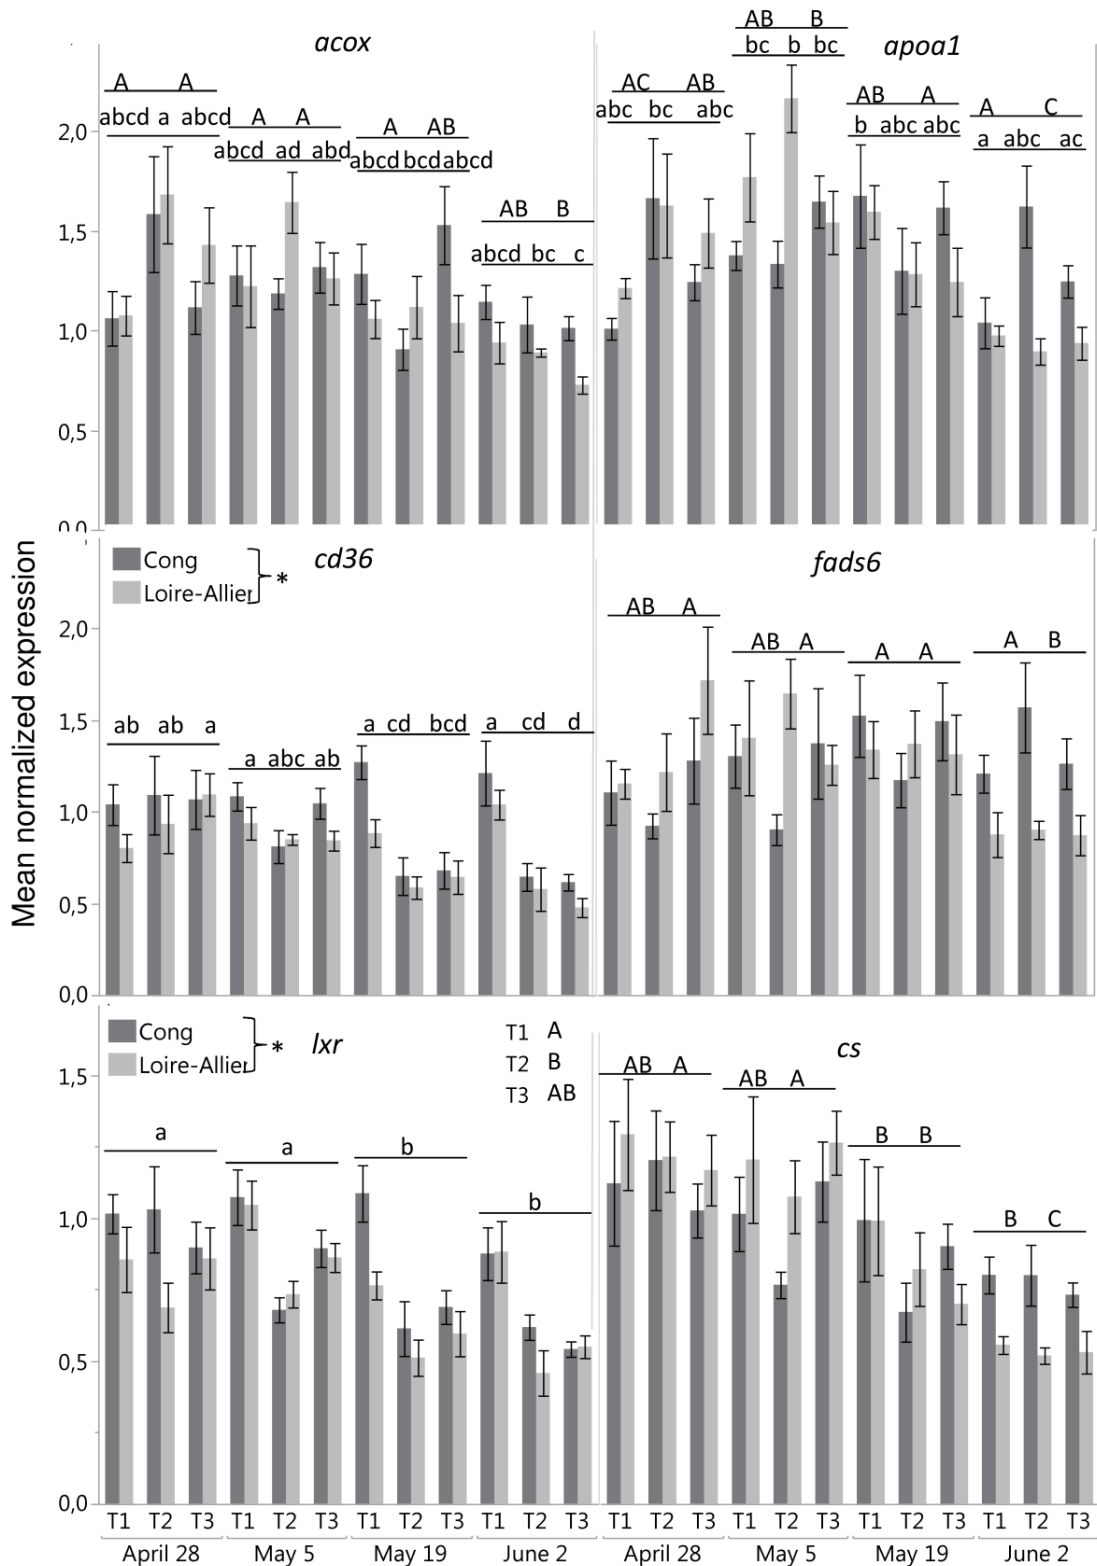 acox
A A
abcd a abcd
A A
abcd ad abd
A AB
abcd bcd abcd
AB B
abcd bc c
2,0
1,5
1,0
0,5
0,0
apoa1
AC AB
abc bc abc
AB B
bc b bc
AB A
b abc abc
A C
a abc ac
Mean normalized expression
Cong
Loire-Allier
*
cd36
ab ab a
a abc ab
a cd bcd
a cd d
2,0
1,5
1,0
0,5
0,0
fads6
AB A
AB A
A A
A B
Cong
Loire-Allier
*
lxr
T1 A
T2 B
T3 AB
a
a
b
b
1,5
1,0
0,5
0,0
cs
AB A
AB A
B B
B C
T1 T2 T3 T1 T2 T3 T1 T2 T3 T1 T2 T3 T1 T2 T3 T1 T2 T3 T1 T2 T3 T1 T2 T3
April 28 May 5 May 19 June 2 April 28 May 5 May 19 June 2